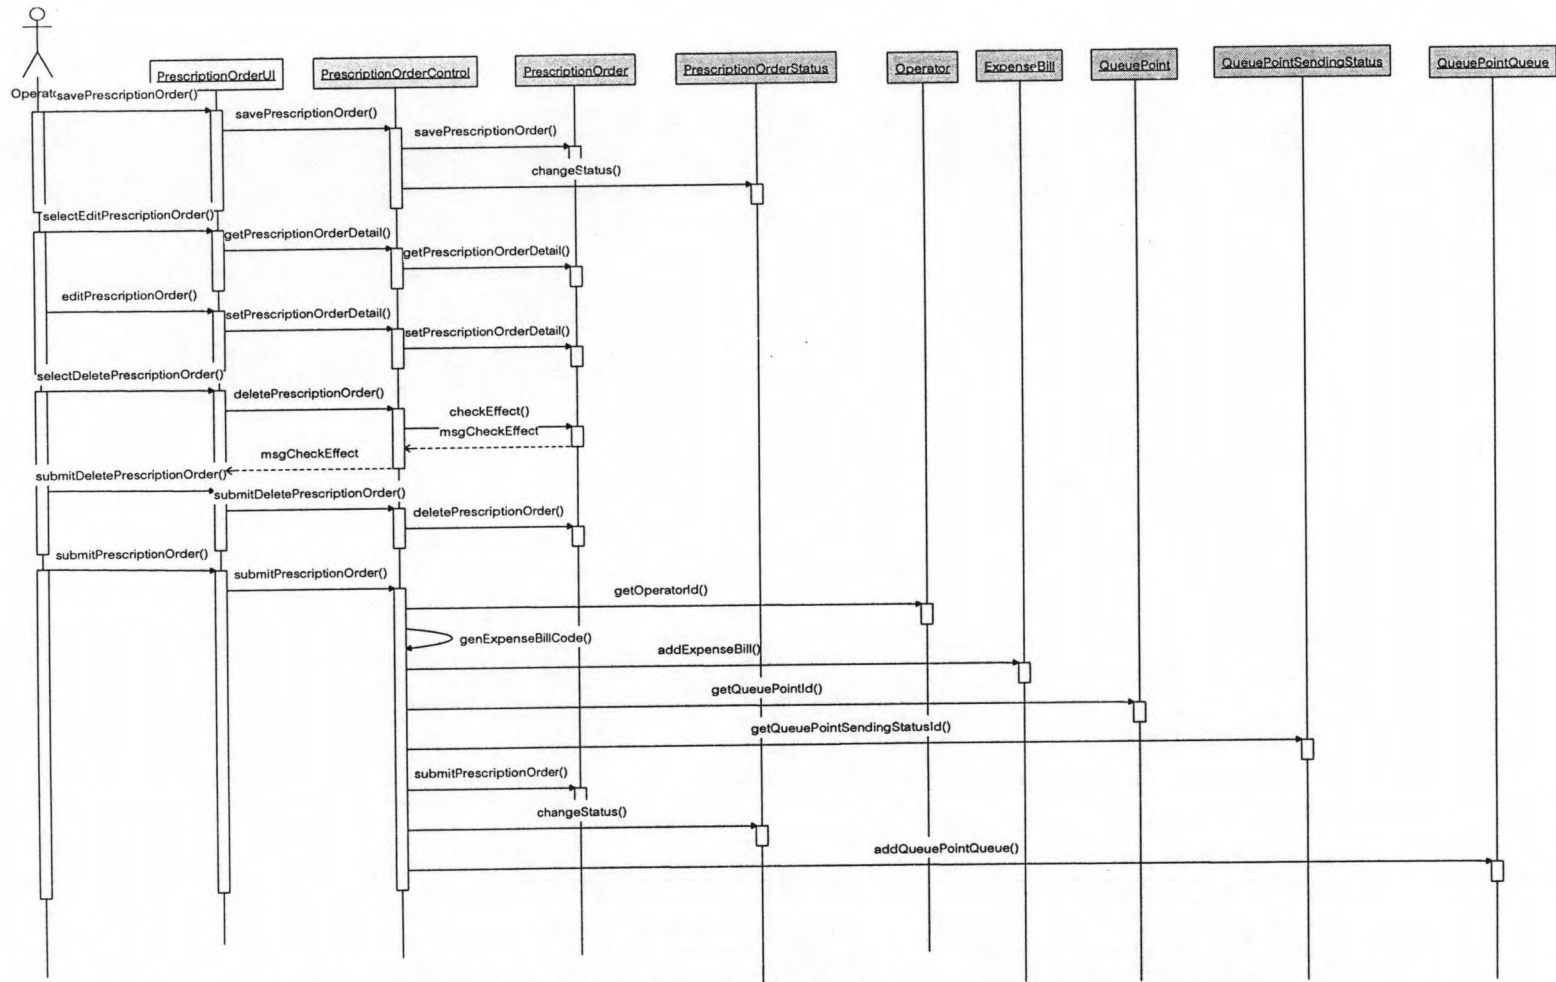 PrescriptionOrderUI
PrescriptionOrderControl
PrescriptionOrder
PrescriptionOrderStatus
Operator
ExpenseBill
QueuePoint
QueuePointSendingStatus
QueuePointQueue
savePrescriptionOrder()
savePrescriptionOrder()
savePrescriptionOrder()
changeStatus()
selectEditPrescriptionOrder()
getPrescriptionOrderDetail()
getPrescriptionOrderDetail()
editPrescriptionOrder()
setPrescriptionOrderDetail()
setPrescriptionOrderDetail()
selectDeletePrescriptionOrder()
deletePrescriptionOrder()
checkEffect()
msgCheckEffect
msgCheckEffect
submitDeletePrescriptionOrder()
submitDeletePrescriptionOrder()
deletePrescriptionOrder()
submitPrescriptionOrder()
submitPrescriptionOrder()
getOperatorId()
genExpenseBillCode()
addExpenseBill()
getQueuePointId()
getQueuePointSendingStatusId()
submitPrescriptionOrder()
changeStatus()
addQueuePointQueue()